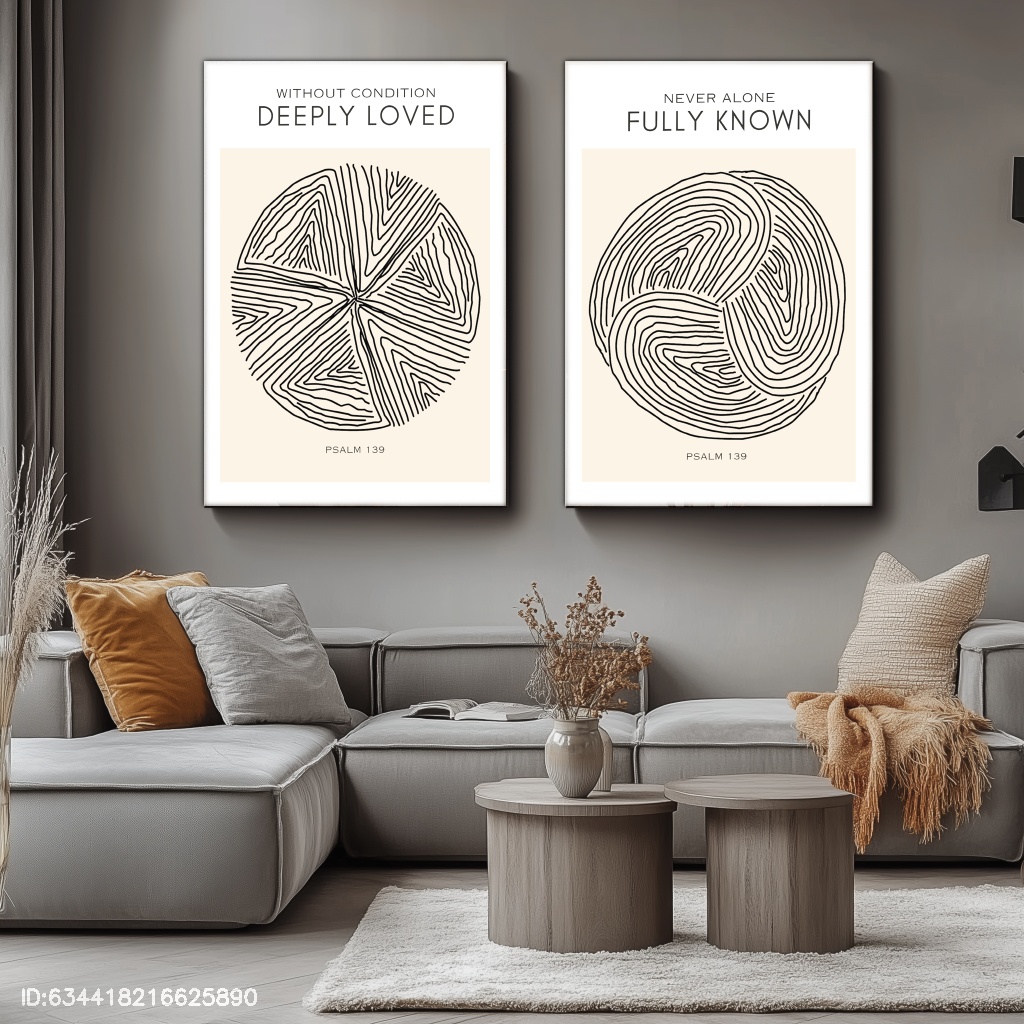 WITHOUT CONDITION
DEEPLY LOVED
PSALM 139
NEVER ALONE
FULLY KNOWN
PSALM 139
ID:634418216625890